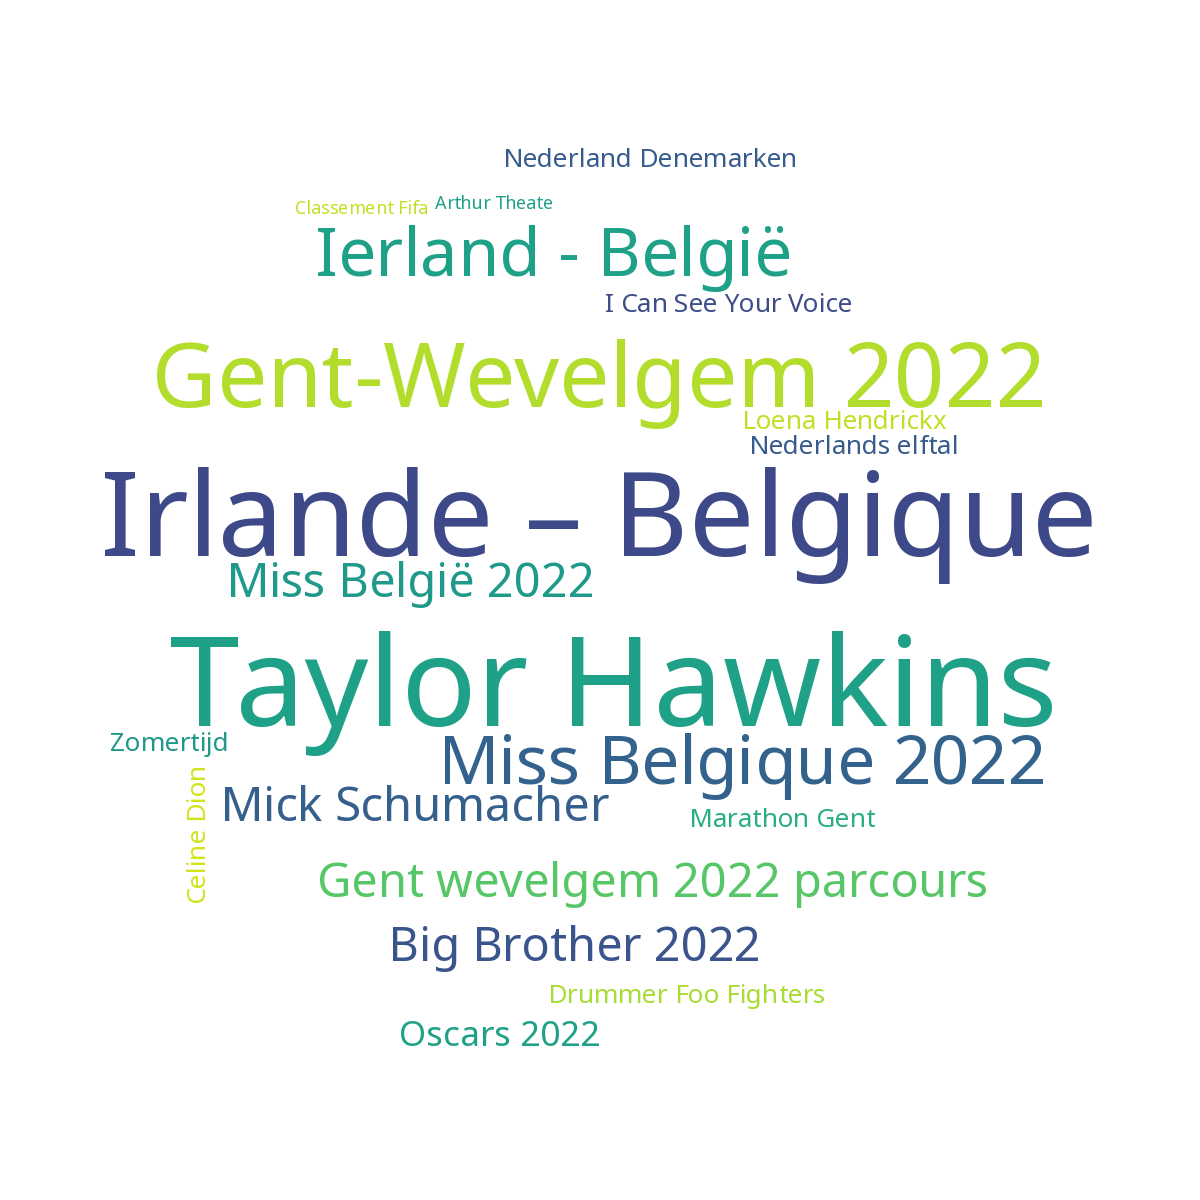 Nederland Denemarken
Classement Fifa
Arthur Theate
Ierland - België
I Can See Your Voice
Gent-Wevelgem 2022
Loena Hendrickx
Nederlands elftal
Irlande – Belgique
Miss België 2022
Taylor Hawkins
Zomertijd
Miss Belgique 2022
Celine Dion
Mick Schumacher
Marathon Gent
Gent wevelgem 2022 parcours
Big Brother 2022
Drummer Foo Fighters
Oscars 2022